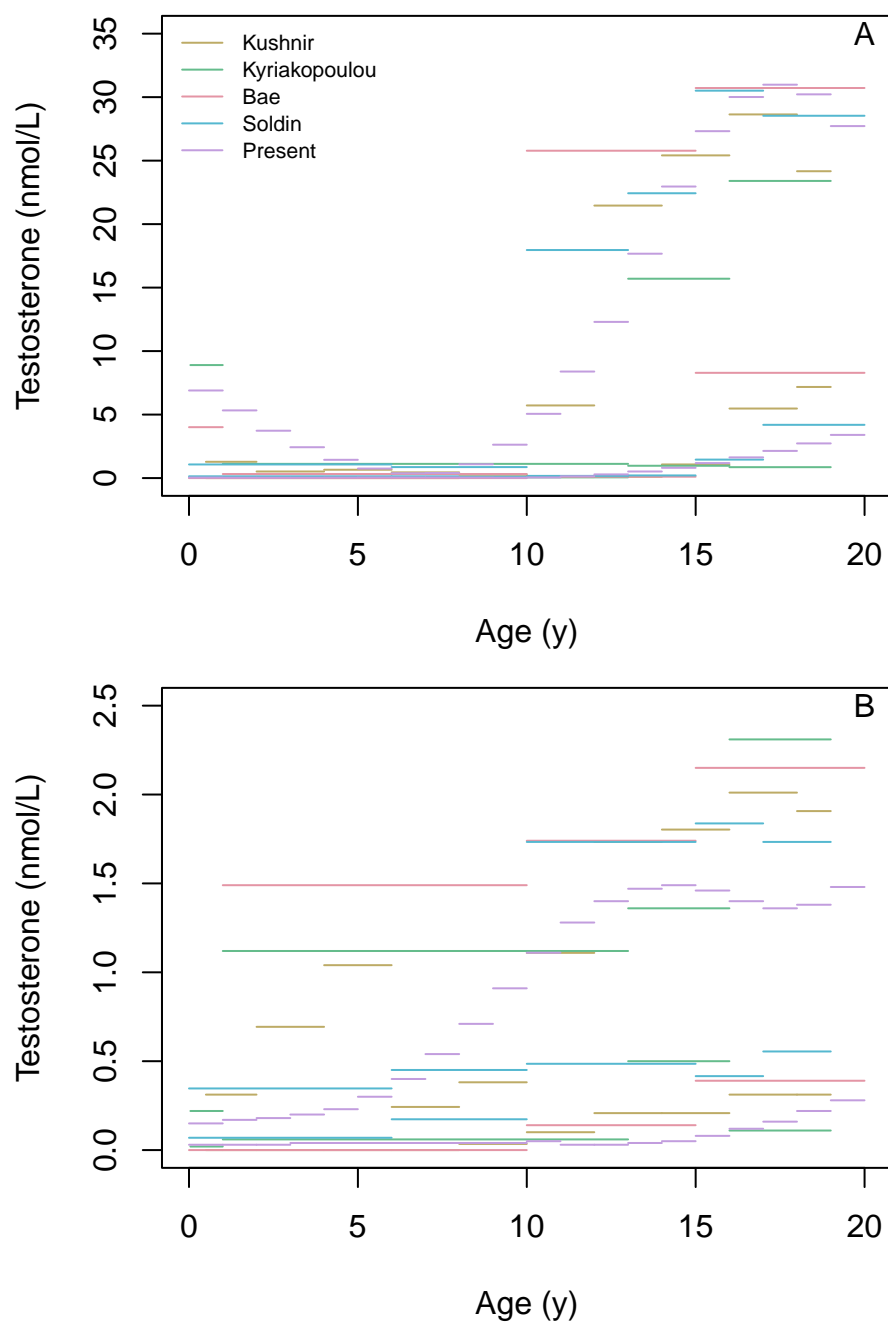 A
Testosterone (nmol/L)
35
30
25
20
15
10
5
0
Kushnir
Kyriakopoulou
Bae
Soldin
Present
0 5 10 15 20
Age (y)
B
Testosterone (nmol/L)
2.5
2.0
1.5
1.0
0.5
0.0
0 5 10 15 20
Age (y)